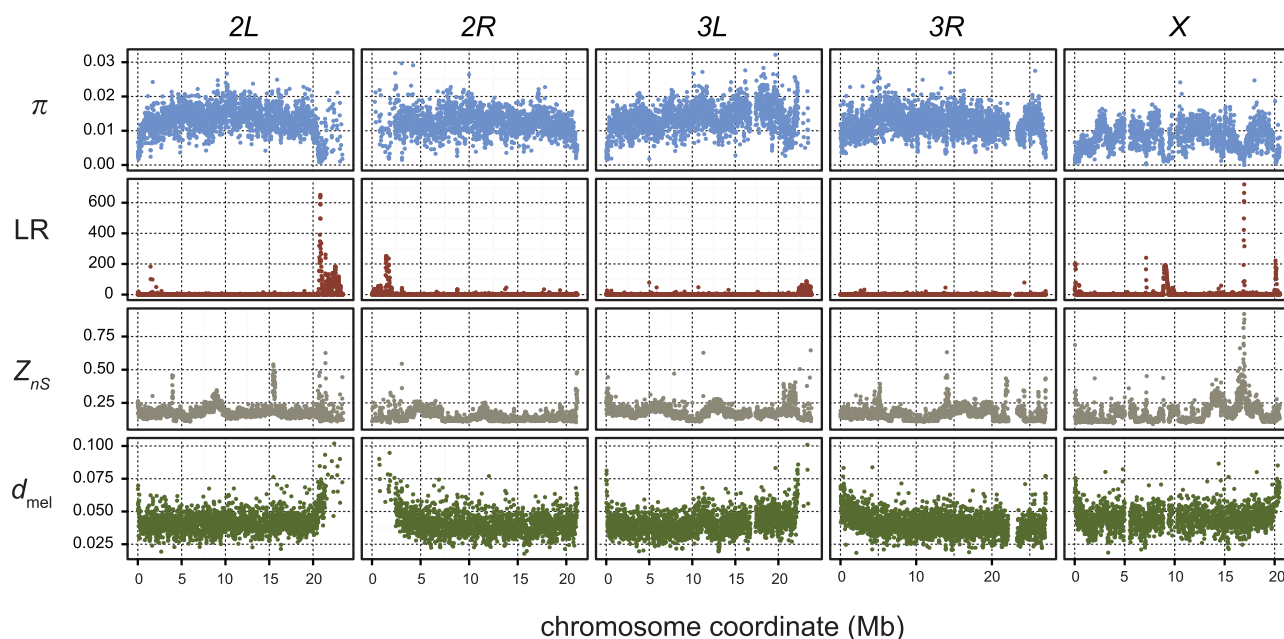 2L 2R 3L 3R X
π 0.03 0.02 0.01 0.00
LR 600 400 200 0
ZnS 0.75 0.50 0.25
dmel 0.100 0.075 0.050 0.025
0 5 10 15 20 0 5 10 15 20 0 5 10 15 20 0 10 20 0 5 10 15 20
chromosome coordinate (Mb)